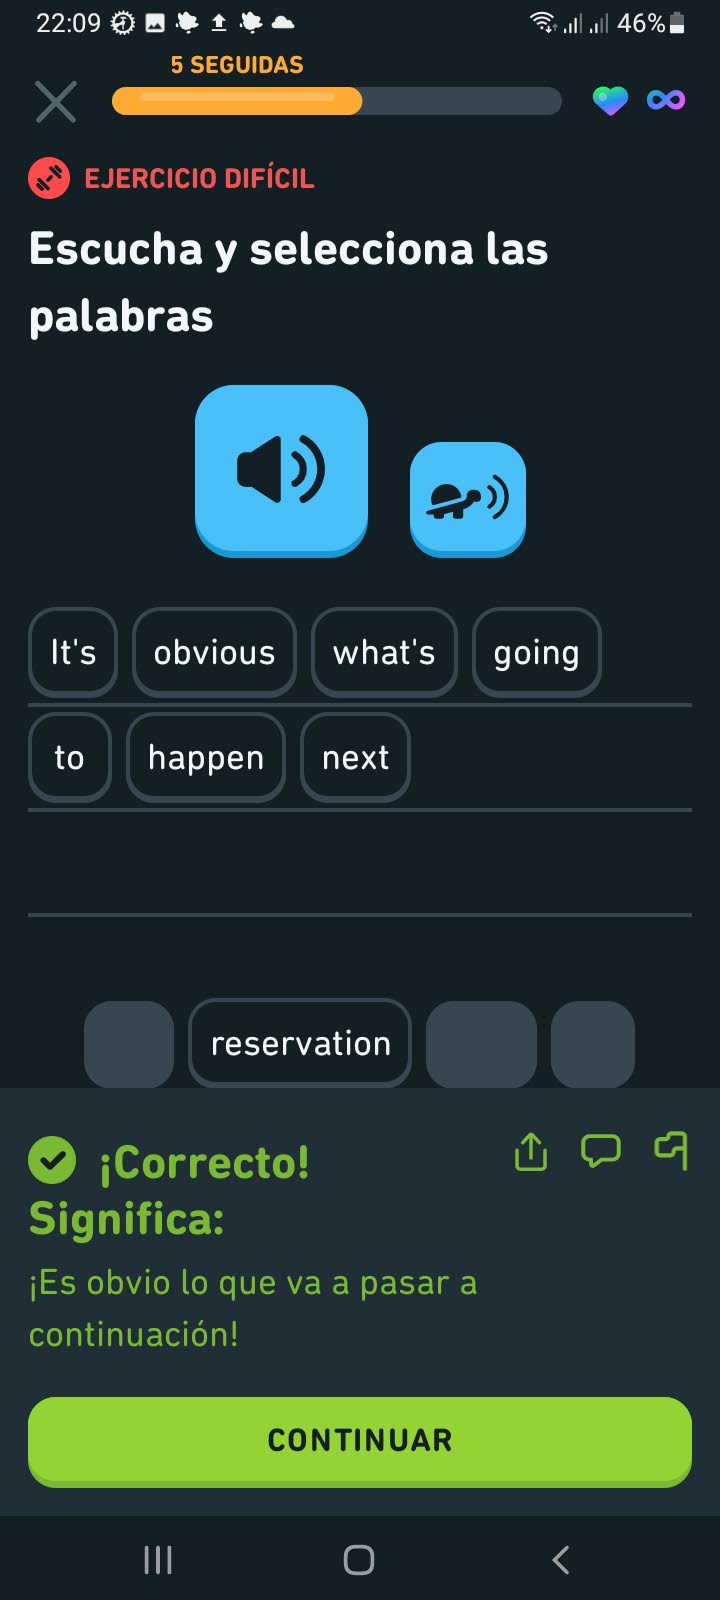 22:09 46%
5 SEGUIDAS
EJERCICIO DIFÍCIL
Escucha y selecciona las
palabras
It's obvious what's going
to happen next
reservation
¡Correcto!
Significa:
¡Es obvio lo que va a pasar a
continuación!
CONTINUAR